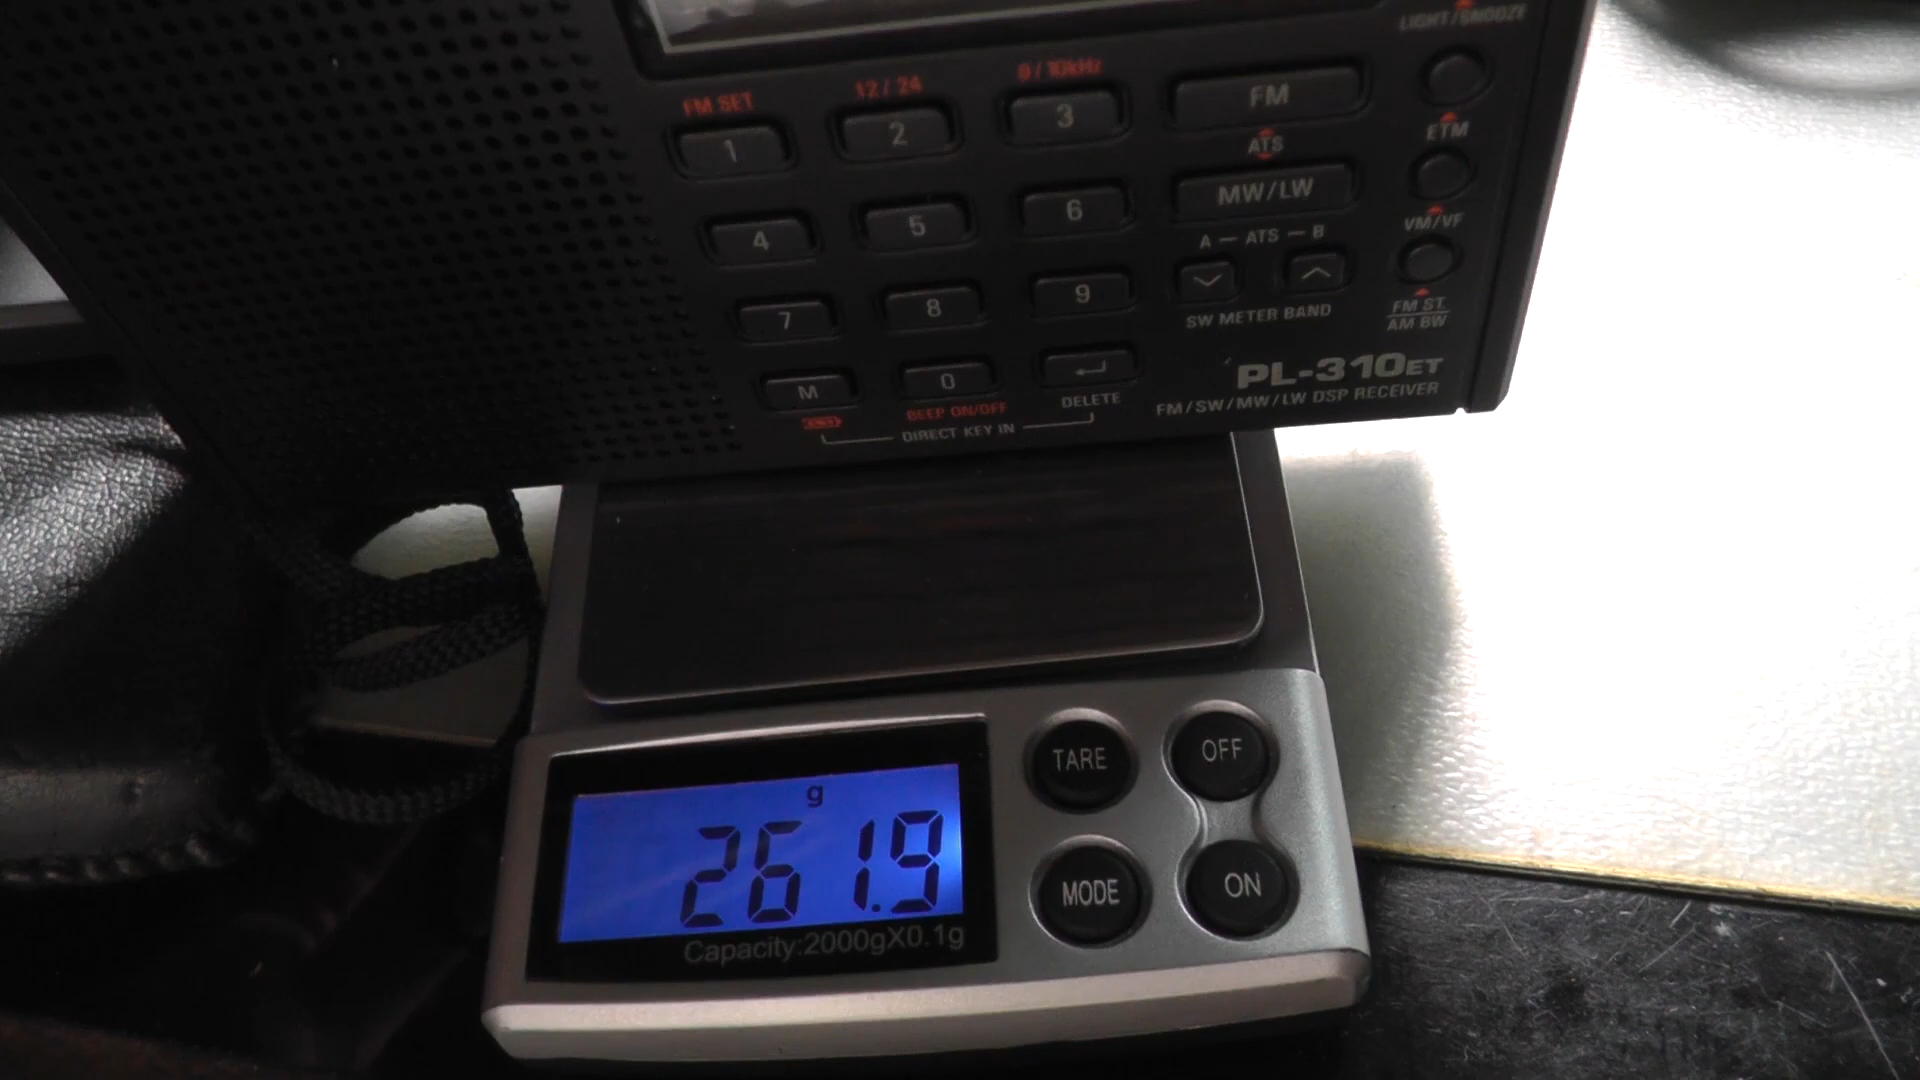 LIGHT/SNOOZE
FM SET
12 / 24
9 / 10kHz
1
2
3
FM
ETM
ATS
4
5
6
MW/LW
VM/VF
A — ATS — B
7
8
9
SW METER BAND
FM ST.
AM BW
M
0
DELETE
BEEP ON/OFF
DIRECT KEY IN
PL-310ET
FM/SW/MW/LW DSP RECEIVER
TARE
OFF
g
261.9
MODE
ON
Capacity:2000gX0.1g